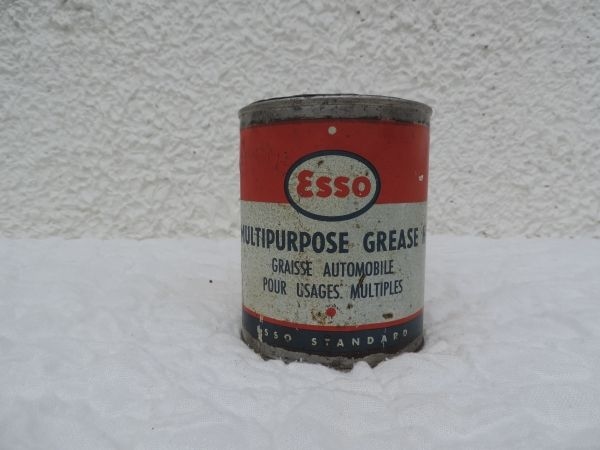 Esso
MULTIPURPOSE GREASE
GRAISSE AUTOMOBILE
POUR USAGES MULTIPLES
ESSO STANDARD